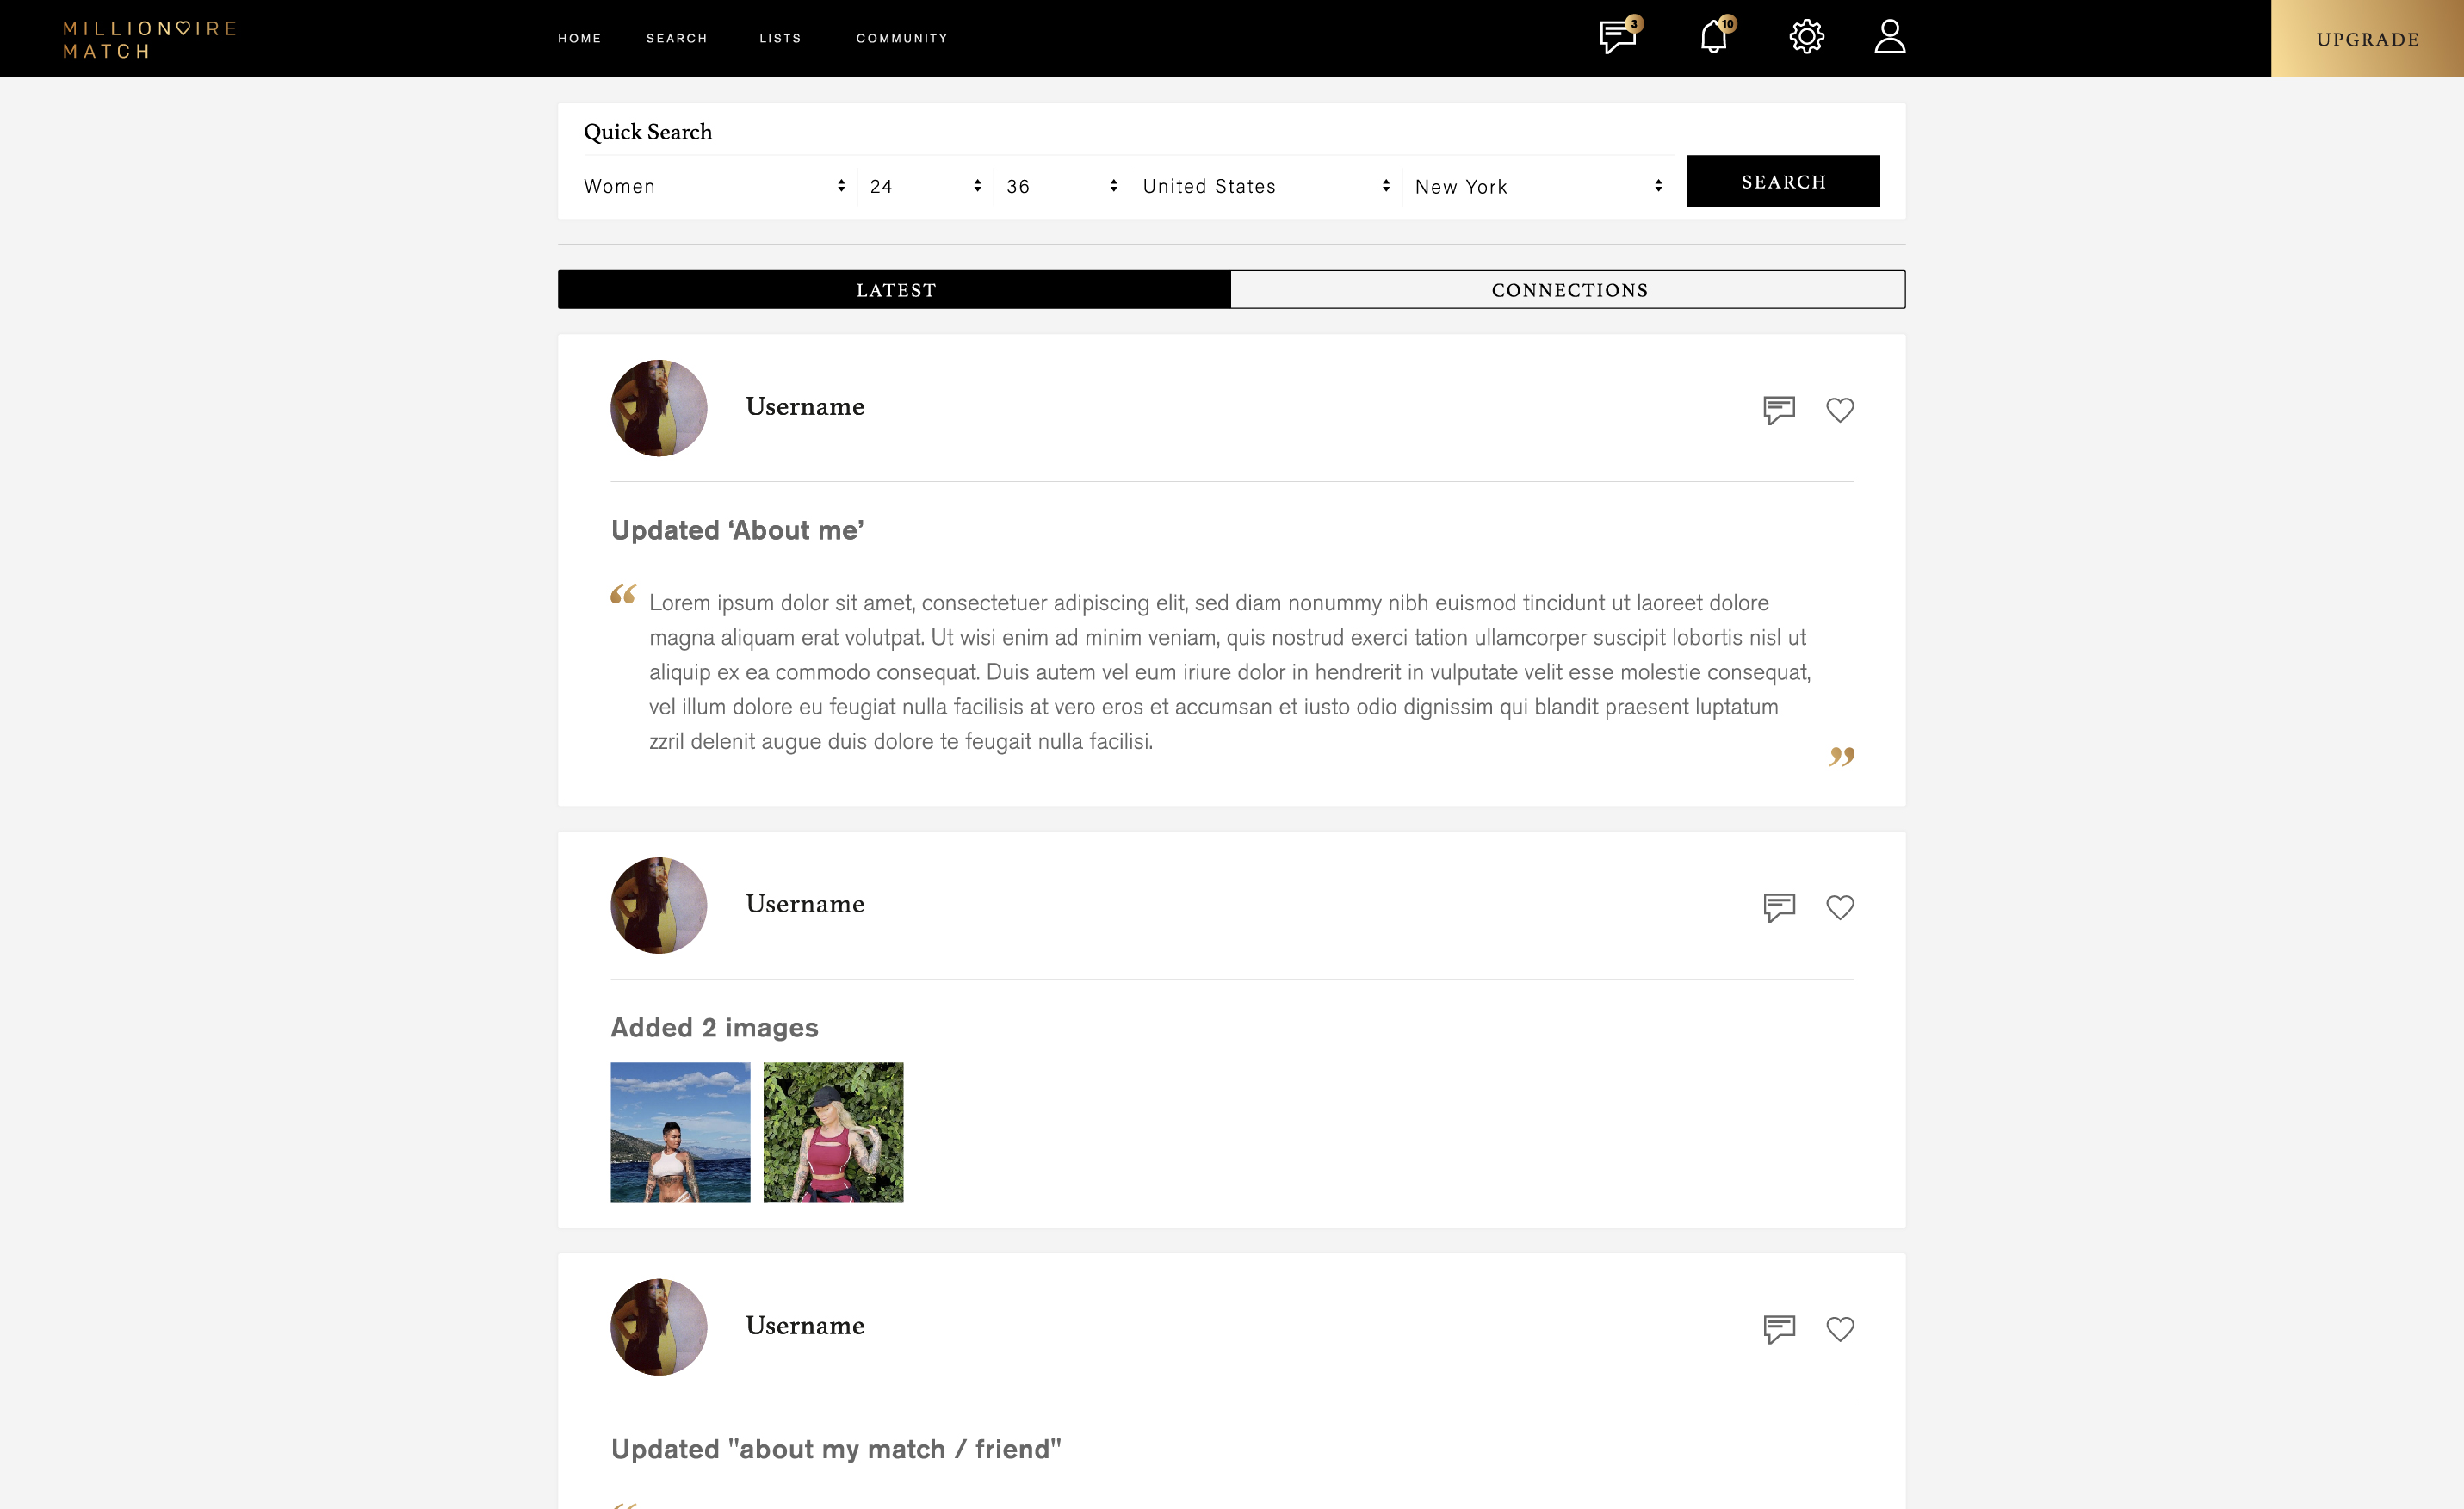 MILLION♡IRE
MATCH
HOME SEARCH LISTS COMMUNITY
3
10
UPGRADE
Quick Search
Women 24 36 United States New York SEARCH
LATEST CONNECTIONS
Username
Updated ‘About me’
“ Lorem ipsum dolor sit amet, consectetuer adipiscing elit, sed diam nonummy nibh euismod tincidunt ut laoreet dolore
magna aliquam erat volutpat. Ut wisi enim ad minim veniam, quis nostrud exerci tation ullamcorper suscipit lobortis nisl ut
aliquip ex ea commodo consequat. Duis autem vel eum iriure dolor in hendrerit in vulputate velit esse molestie consequat,
vel illum dolore eu feugiat nulla facilisis at vero eros et accumsan et iusto odio dignissim qui blandit praesent luptatum
zzril delenit augue duis dolore te feugait nulla facilisi.
”
Username
Added 2 images
Username
Updated "about my match / friend"
“